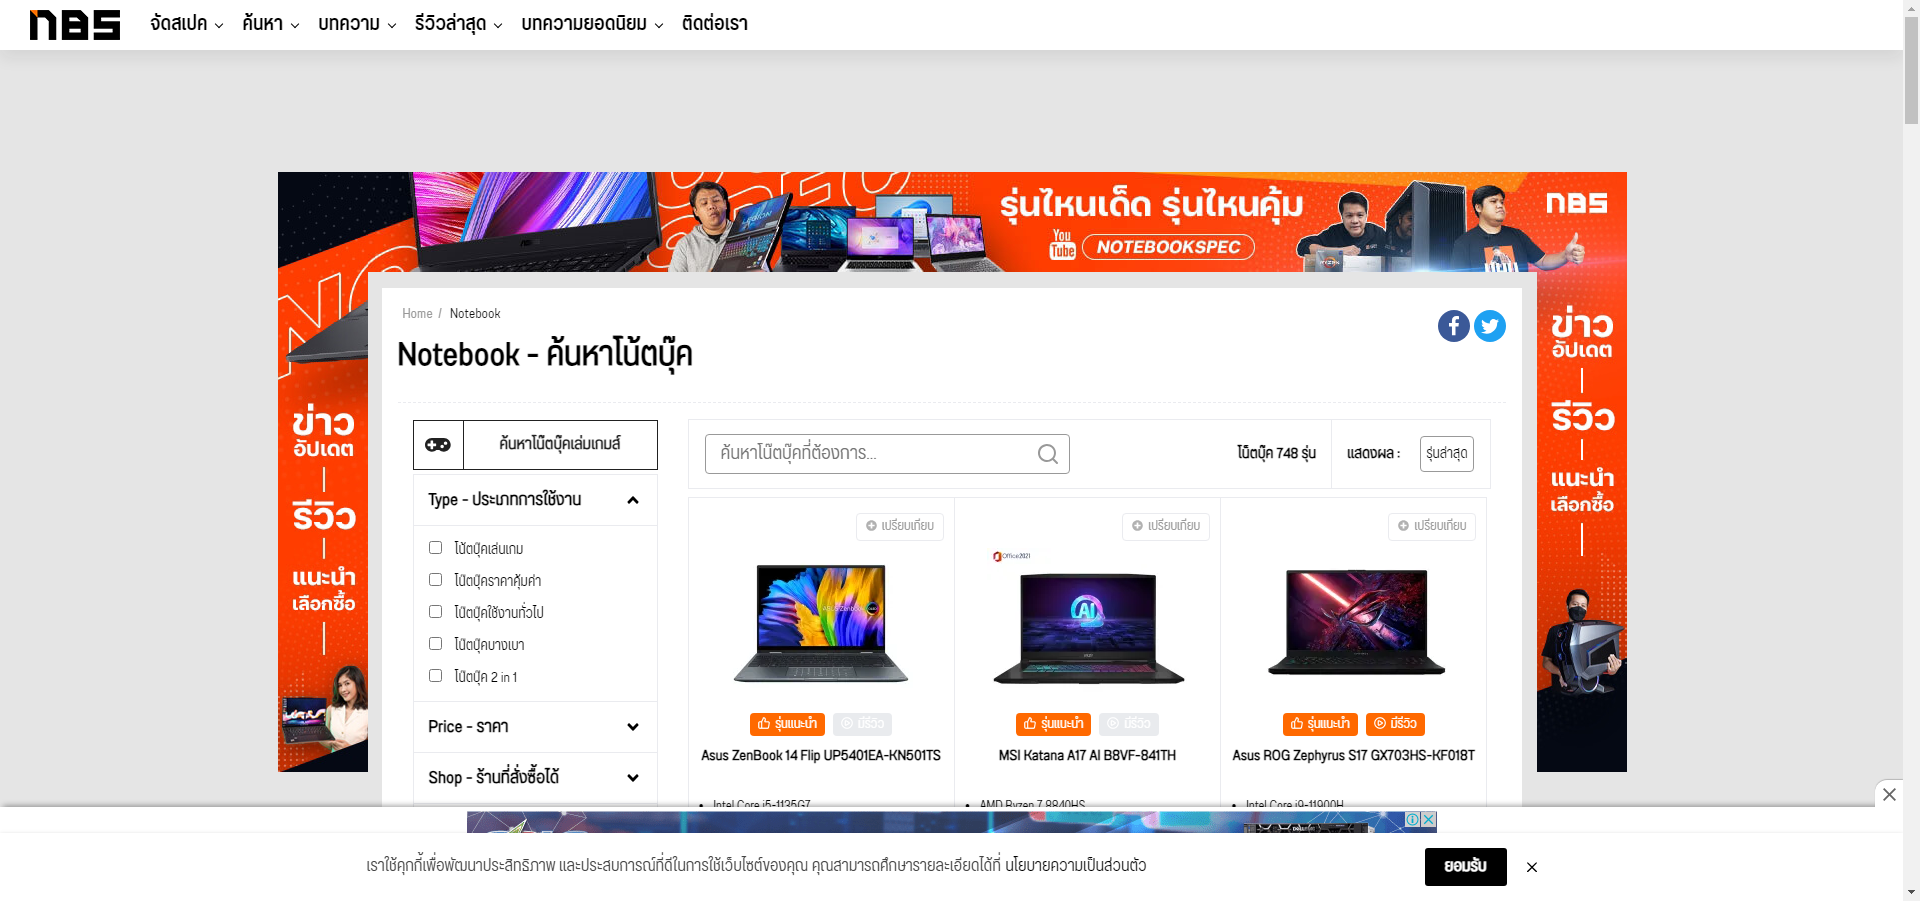 NBS
จัดสเปค ค้นหา บทความ รีวิวล่าสุด บทความยอดนิยม ติดต่อเรา
รุ่นไหนเด็ด รุ่นไหนคุ้ม
You Tube NOTEBOOKSPEC
NBS
LEGION
RYZEN
ข่าว
อัปเดต
รีวิว
แนะนำ
เลือกซื้อ
ข่าว
อัปเดต
รีวิว
แนะนำ
เลือกซื้อ
Home / Notebook
Notebook - ค้นหาโน้ตบุ๊ค
ค้นหาโน๊ตบุ๊คเล่มเกมส์
ค้นหาโน๊ตบุ๊คที่ต้องการ...
โน็ตบุ๊ค 748 รุ่น
แสดงผล :
รุ่นล่าสุด
Type - ประเภทการใช้งาน
โน้ตบุ๊คเล่นเกม
โน๊ตบุ๊คราคาคุ้มค่า
โน๊ตบุ๊คใช้งานทั่วไป
โน๊ตบุ๊คบางเบา
โน๊ตบุ๊ค 2 in 1
Price - ราคา
Shop - ร้านที่สั่งซื้อได้
เปรียบเทียบ
รุ่นแนะนำ มีรีวิว
Asus ZenBook 14 Flip UP5401EA-KN501TS
Intel Core i5-1135G7
เปรียบเทียบ
Office2021
AI
รุ่นแนะนำ มีรีวิว
MSI Katana A17 AI B8VF-841TH
AMD Ryzen 7 8840HS
เปรียบเทียบ
รุ่นแนะนำ มีรีวิว
Asus ROG Zephyrus S17 GX703HS-KF018T
Intel Core i9-11900H
เราใช้คุกกี้เพื่อพัฒนาประสิทธิภาพ และประสบการณ์ที่ดีในการใช้เว็บไซต์ของคุณ คุณสามารถศึกษารายละเอียดได้ที่ นโยบายความเป็นส่วนตัว
ยอมรับ